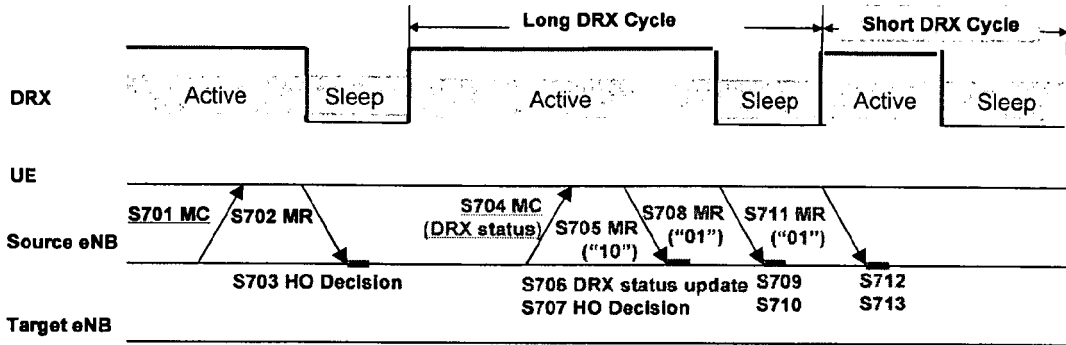 Long DRX Cycle
Short DRX Cycle
DRX
Active
Sleep
Active
Sleep
Active
Sleep
UE
S701 MC
S702 MR
S704 MC
(DRX status)
S705 MR
("10")
S708 MR
("01")
S711 MR
("01")
Source eNB
S703 HO Decision
S706 DRX status update
S707 HO Decision
S709
S710
S712
S713
Target eNB